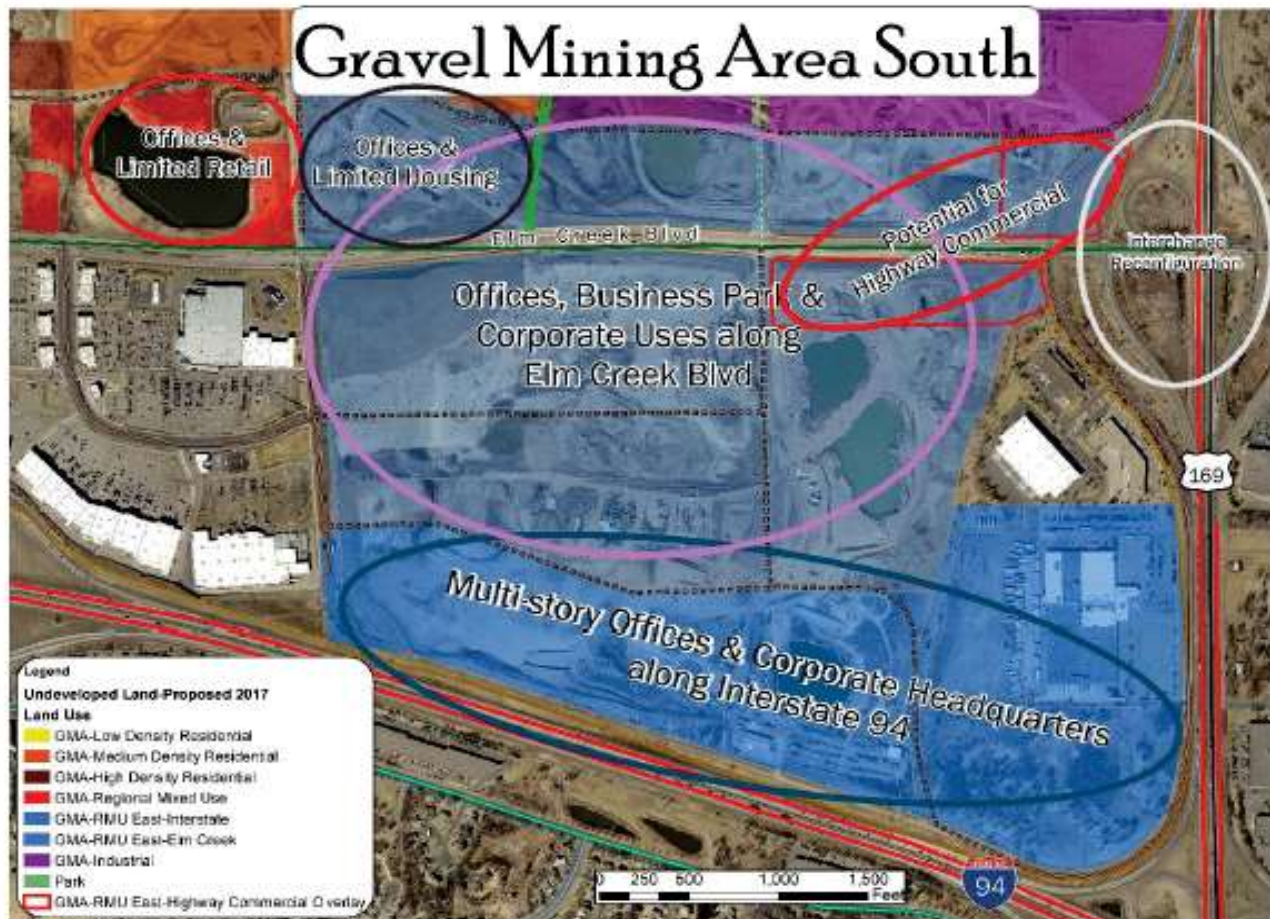 Gravel Mining Area South
Offices &
Limited Retail
Offices &
Limited Housing
Elm Creek Blvd
Potential for
Highway Commercial
Interchange
Reconfiguration
Offices, Business Park &
Corporate Uses along
Elm Creek Blvd
169
Multi-story Offices & Corporate Headquarters
along Interstate 94
Legend
Undeveloped Land-Proposed 2017
Land Use
GMA-Low Density Residential
GMA-Medium Density Residential
GMA-High Density Residential
GMA-Regional Mixed Use
GMA-RMU East-Interstate
GMA-RMU East-Elm Creek
GMA-Industrial
Park
GMA-RMU East-Highway Commercial Overlay
0 250 500 1,000 1,500
Feet
94